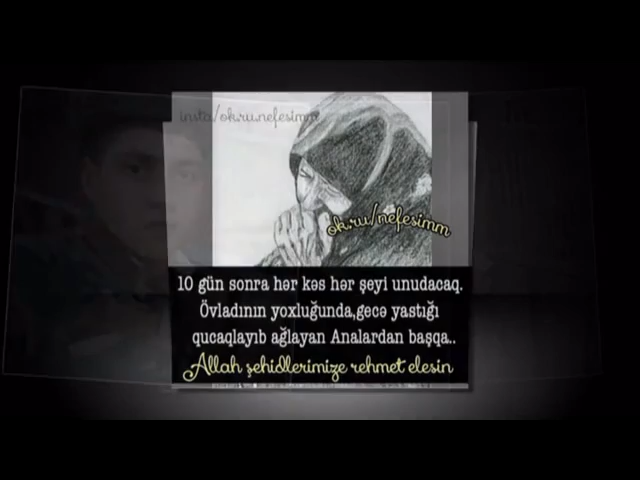 insta/ok.ru.nefesimm
ok.ru/nefesimm
10 gün sonra hər kəs hər şeyi unudacaq.
Övladının yoxluğunda,gecə yastığı
qucaqlayıb ağlayan Analardan başqa..
Allah şehidlerimize rehmet elesin